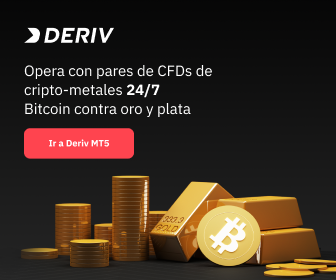 DERIV
Opera con pares de CFDs de
cripto-metales 24/7
Bitcoin contra oro y plata
Ir a Deriv MT5
999.9
GOLD